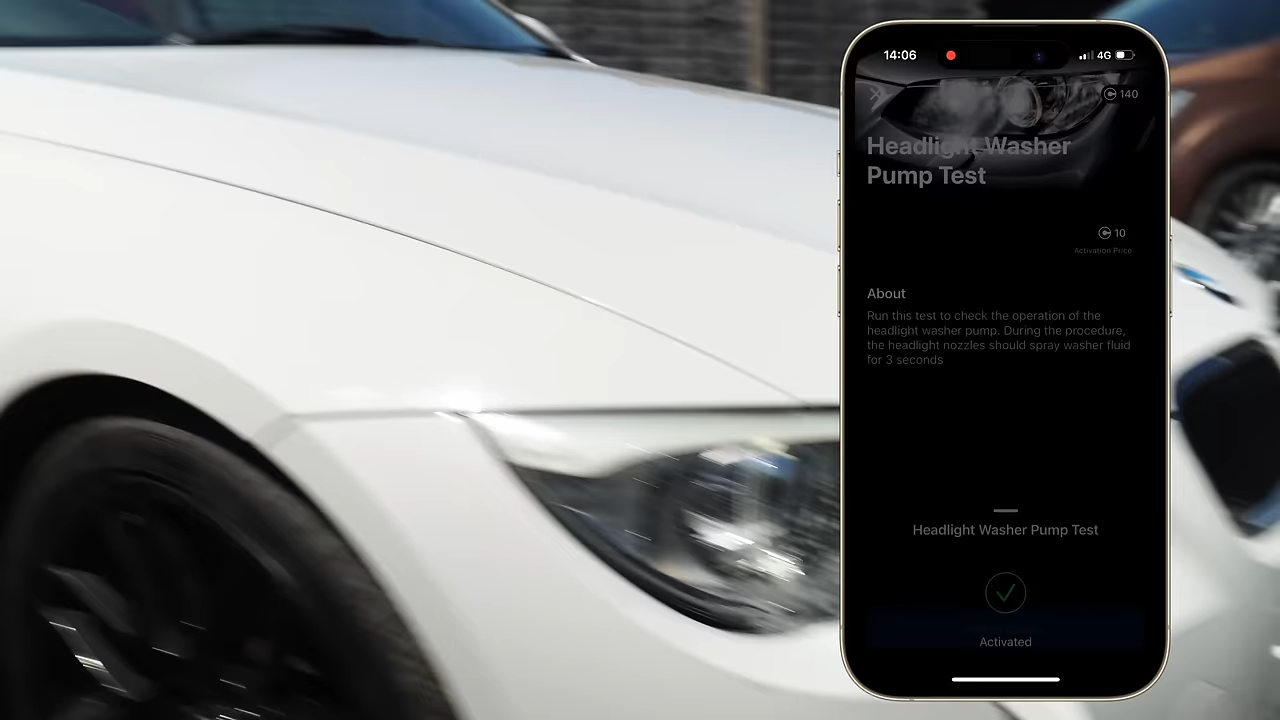 14:06
4G
140
Headlight Washer
Pump Test
10
Activation Price
About
Run this test to check the operation of the
headlight washer pump. During the procedure,
the headlight nozzles should spray washer fluid
for 3 seconds
Headlight Washer Pump Test
Activated